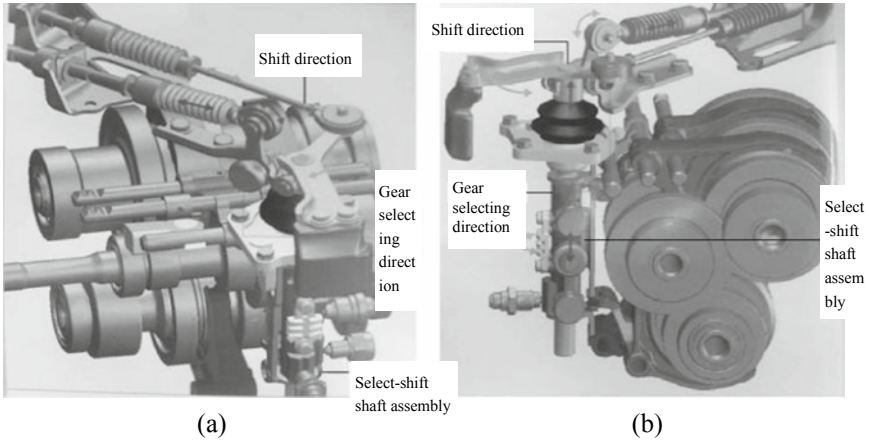 Shift direction
Gear
select
ing
direct
ion
Select-shift
shaft assembly
(a)
Shift direction
Gear
selecting
direction
Select
-shift
shaft
assem
bly
(b)